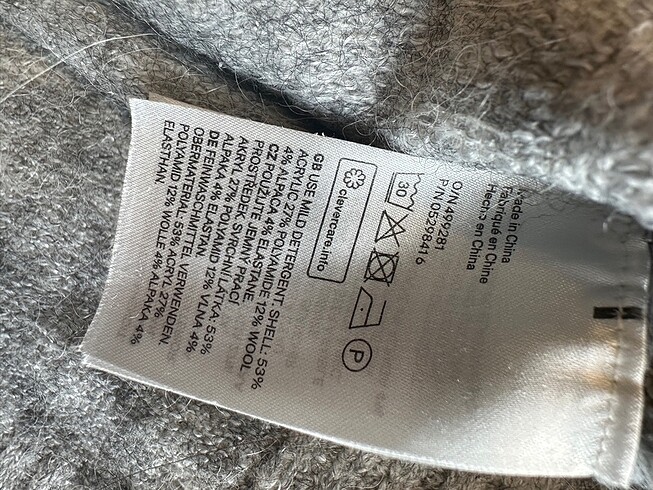 Made in China
Fabriqué en Chine
Hecho en China
O/N 499281
P/N 05598416
30
P
clevercare.info
GB USE MILD DETERGENT. SHELL: 53%
ACRYLIC 27% POLYAMIDE 12% WOOL
4% ALPACA 4% ELASTANE.
CZ POUŽIJTE JEMNÝ PRACÍ
PROSTŘEDEK. SVRCHNÍ LÁTKA: 53%
AKRYL 27% POLYAMID 12% VLNA 4%
ALPAKA 4% ELASTAN.
DE FEINWASCHMITTEL VERWENDEN.
OBERMATERIAL: 53% ACRYL 27%
POLYAMID 12% WOLLE 4% ALPAKA 4%
ELASTHAN.